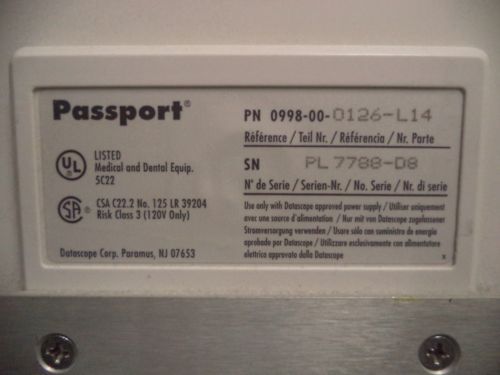 Passport®
PN 0998-00-0126-L14
Référence / Teil Nr. / Referência / Nr. Parte
UL LISTED
Medical and Dental Equip.
5C22
SN PL7788-D8
N° de Serie / Serien-Nr. / No. Serie / Nr. di serie
SA CSA C22.2 No. 125 LR 39204
Risk Class 3 (120V Only)
Use only with Datascope approved power supply / Utiliser uniquement
avec une source d'alimentation / Nur mit von Datascope zugelassener
Stromversorgung verwenden / Usare sólo con suministro de energia
aprobado por Datascope / Utilizzare esclusivamente con alimentatore
elettrico approvato dalla Datascope
x
Datascope Corp. Paramus, NJ 07653